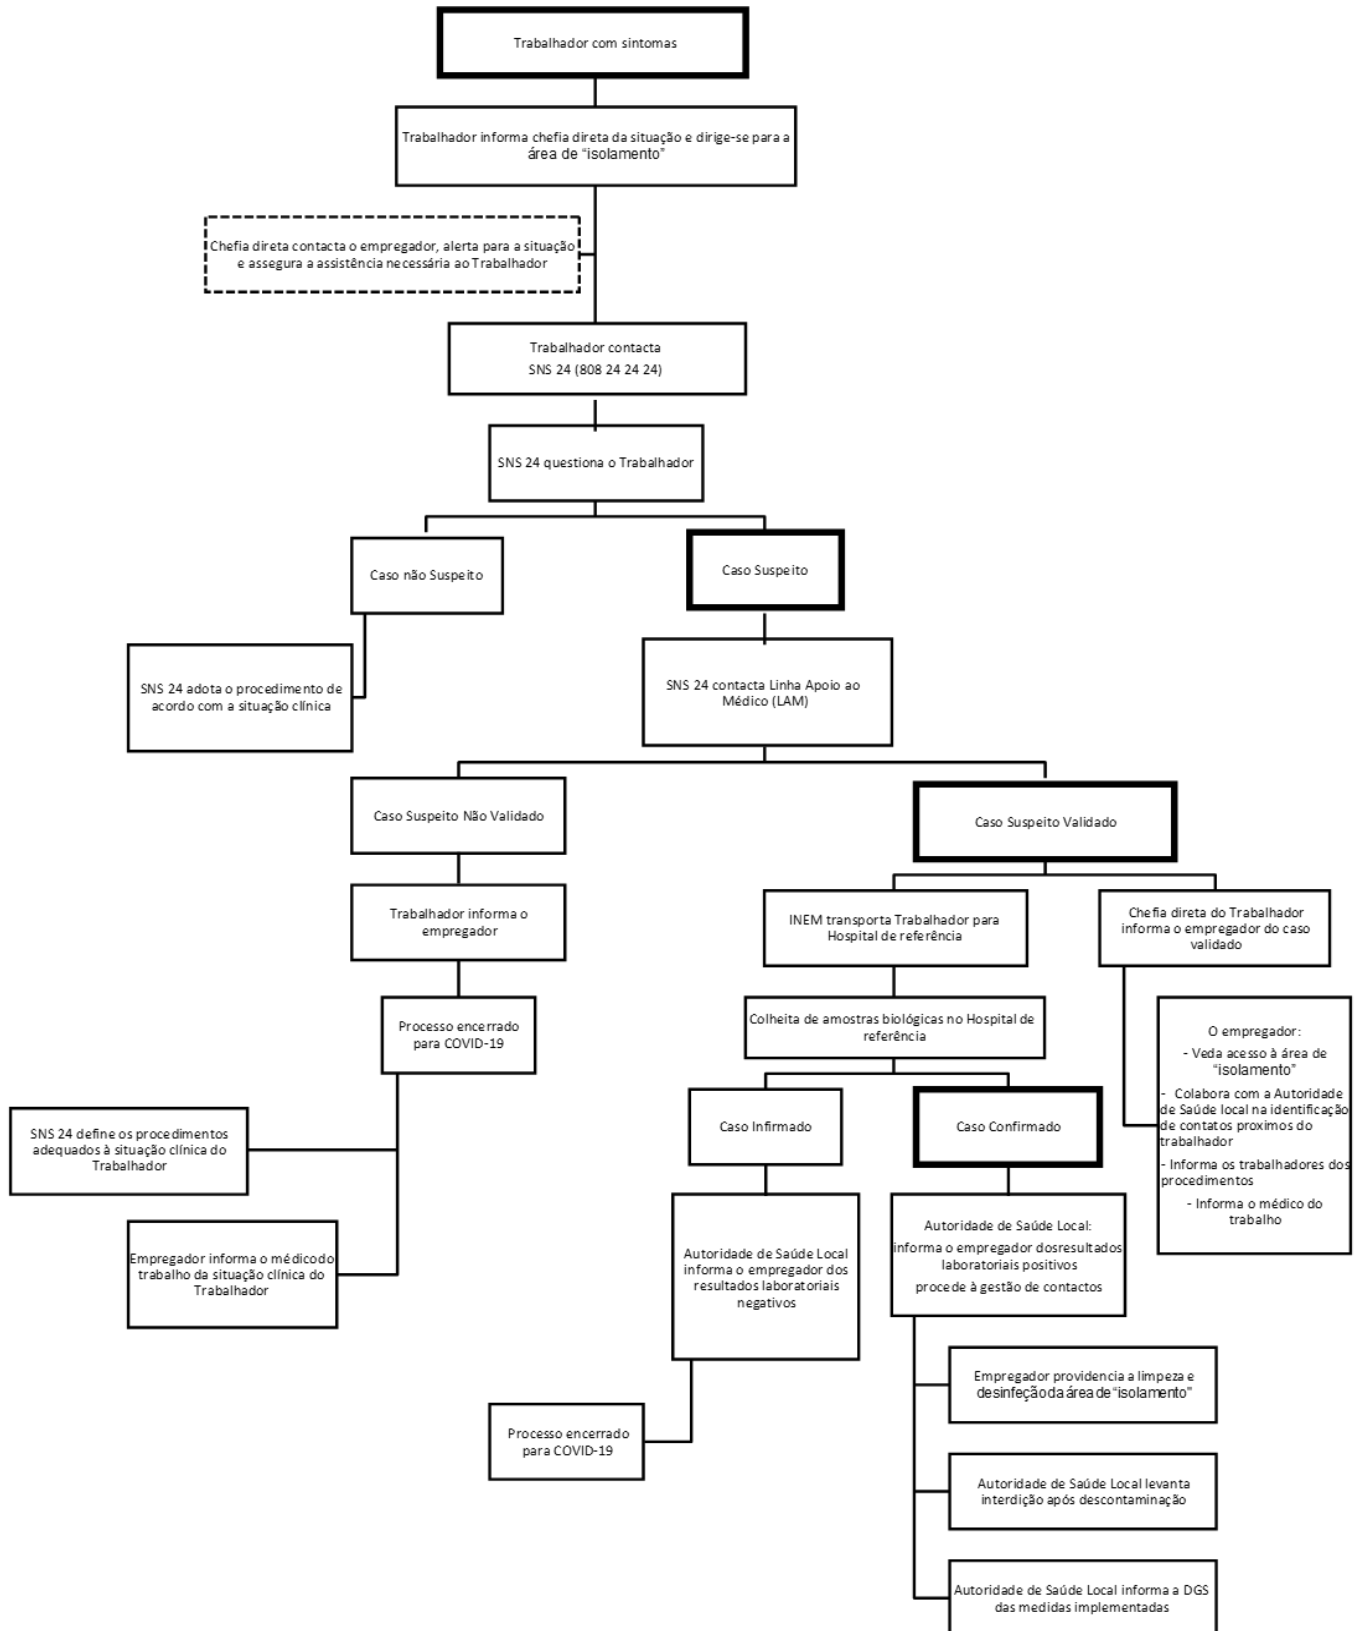 Trabalhador com sintomas
Trabalhador informa chefia direta da situação e dirige-se para a
área de “isolamento”
Chefia direta contacta o empregador, alerta para a situação
e assegura a assistência necessária ao Trabalhador
Trabalhador contacta
SNS 24 (808 24 24 24)
SNS 24 questiona o Trabalhador
Caso não Suspeito
Caso Suspeito
SNS 24 adota o procedimento de
acordo com a situação clínica
SNS 24 contacta Linha Apoio ao
Médico (LAM)
Caso Suspeito Não Validado
Caso Suspeito Validado
Trabalhador informa o
empregador
INEM transporta Trabalhador para
Hospital de referência
Chefia direta do Trabalhador
informa o empregador do caso
validado
Processo encerrado
para COVID-19
Colheita de amostras biológicas no Hospital de
referência
O empregador:
- Veda acesso à área de
“isolamento”
- Colabora com a Autoridade
de Saúde local na identificação
de contatos proximos do
trabalhador
- Informa os trabalhadores dos
procedimentos
- Informa o médico do
trabalho
SNS 24 define os procedimentos
adequados à situação clínica do
Trabalhador
Caso Infirmado
Caso Confirmado
Empregador informa o médicodo
trabalho da situação clínica do
Trabalhador
Autoridade de Saúde Local
informa o empregador dos
resultados laboratoriais
negativos
Autoridade de Saúde Local:
informa o empregador dosresultados
laboratoriais positivos
procede à gestão de contactos
Processo encerrado
para COVID-19
Empregador providencia a limpeza e
desinfeção da área de “isolamento”
Autoridade de Saúde Local levanta
interdição após descontaminação
Autoridade de Saúde Local informa a DGS
das medidas implementadas